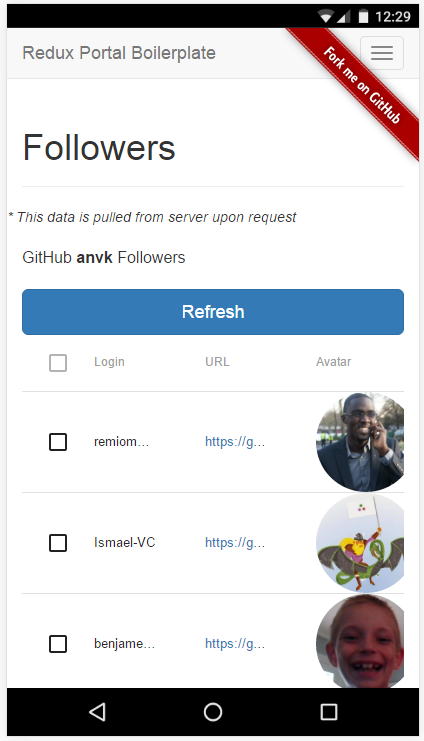 12:29
Redux Portal Boilerplate
Fork me on GitHub
Followers
* This data is pulled from server upon request
GitHub anvk Followers
Refresh
Login URL Avatar
remiom… https://g…
Ismael-VC https://g…
benjame… https://g…